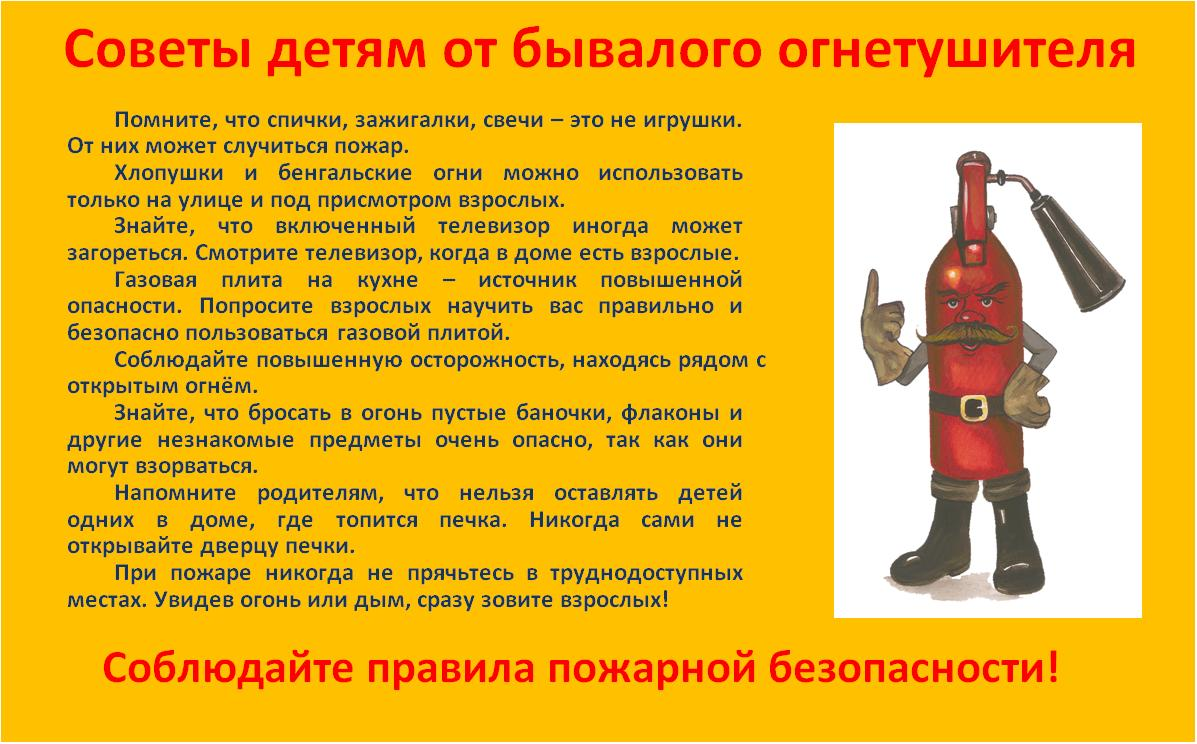 Советы детям от бывалого огнетушителя
Помните, что спички, зажигалки, свечи – это не игрушки.
От них может случиться пожар.
Хлопушки и бенгальские огни можно использовать
только на улице и под присмотром взрослых.
Знайте, что включенный телевизор иногда может
загореться. Смотрите телевизор, когда в доме есть взрослые.
Газовая плита на кухне – источник повышенной
опасности. Попросите взрослых научить вас правильно и
безопасно пользоваться газовой плитой.
Соблюдайте повышенную осторожность, находясь рядом с
открытым огнём.
Знайте, что бросать в огонь пустые баночки, флаконы и
другие незнакомые предметы очень опасно, так как они
могут взорваться.
Напомните родителям, что нельзя оставлять детей
одних в доме, где топится печка. Никогда сами не
открывайте дверцу печки.
При пожаре никогда не прячьтесь в труднодоступных
местах. Увидев огонь или дым, сразу зовите взрослых!
Соблюдайте правила пожарной безопасности!